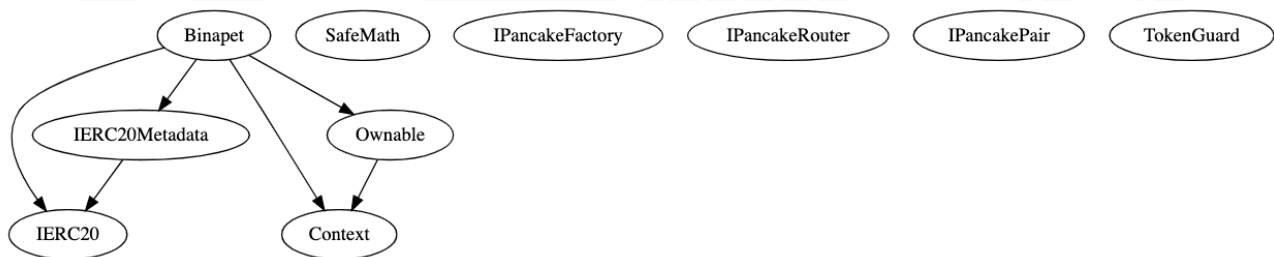 Binapet SafeMath IPancakeFactory IPancakeRouter IPancakePair TokenGuard
IERC20Metadata Ownable
IERC20 Context